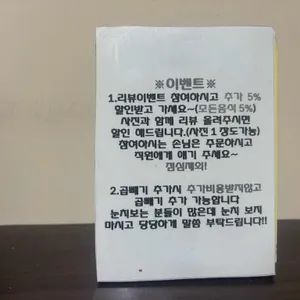 ※이벤트※
1.리뷰이벤트 참여하시고 추가 5%
할인받고 가세요~(모든음식 5%)
사진과 함께 리뷰 올려주시면
할인 해드립니다.(사진 1 장도가능)
참여하시는 손님은 주문하시고
직원에게 얘기 주세요~
점심제외!
2.곱빼기 추가시 추가비용받지않고
곱빼기 추가 가능합니다
눈치보는 분들이 많은데 눈치 보지
마시고 당당하게 말씀 부탁드립니다!!